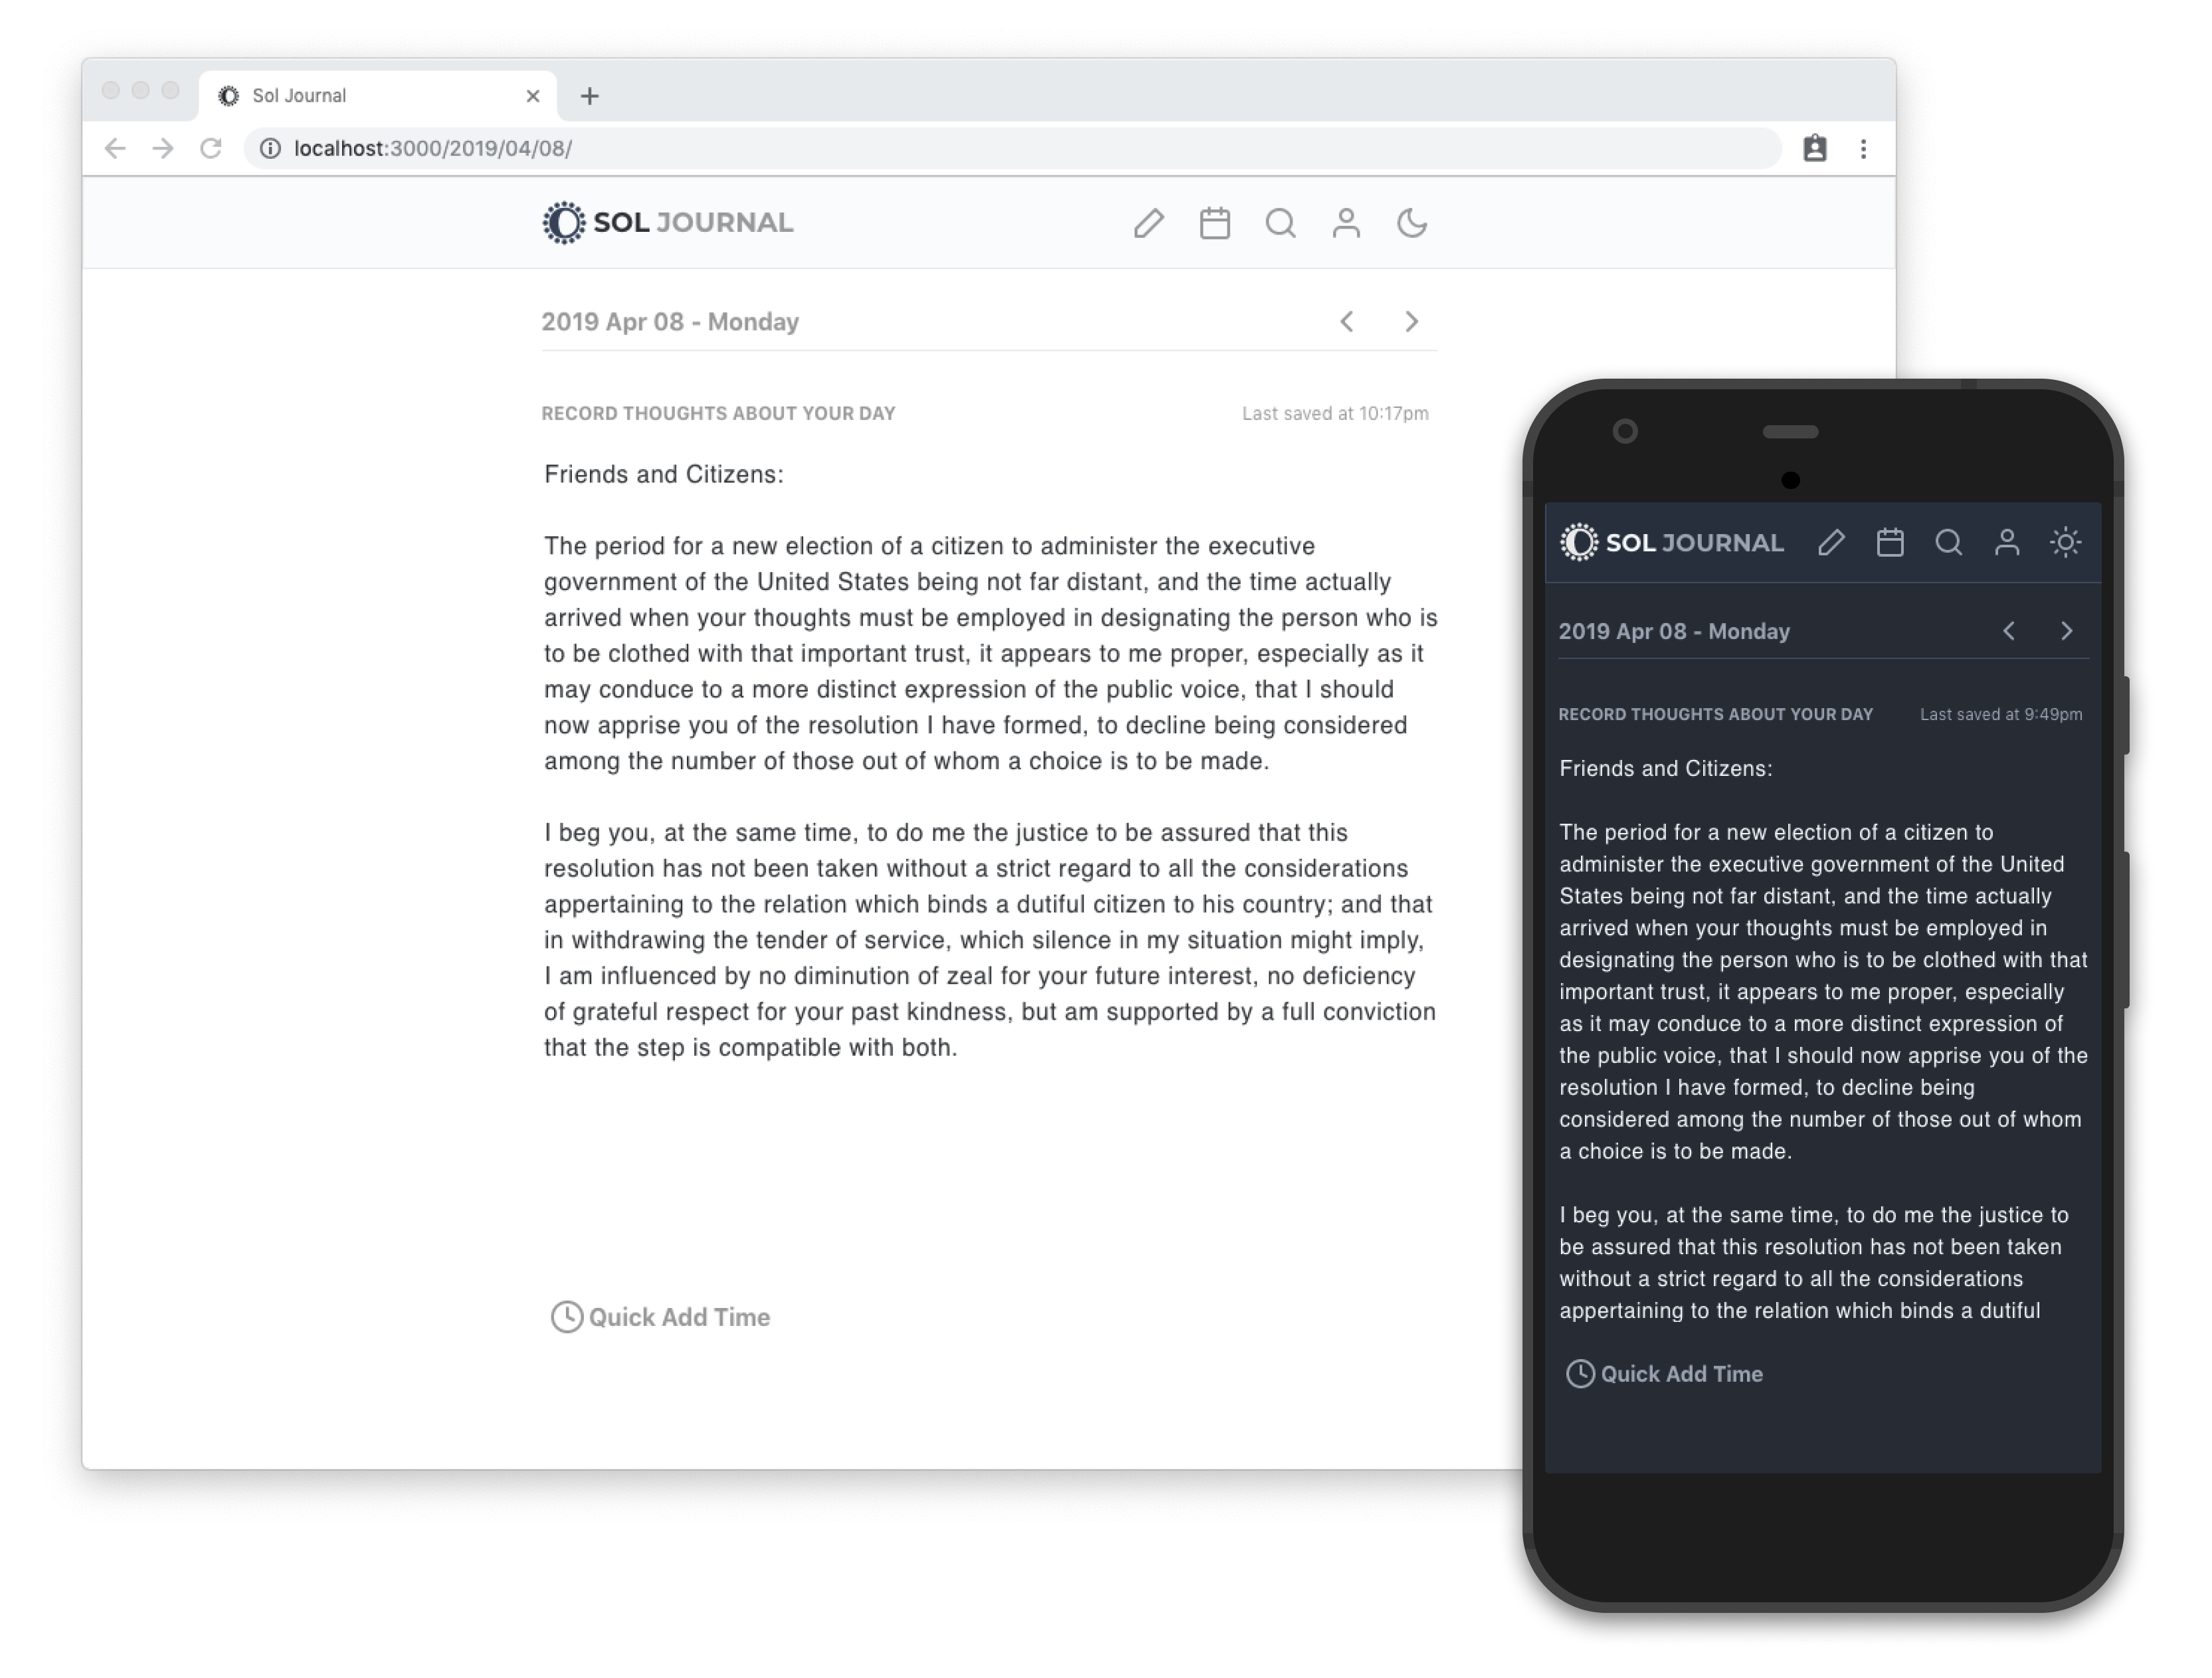 Sol Journal
localhost:3000/2019/04/08/
SOL JOURNAL
2019 Apr 08 - Monday
RECORD THOUGHTS ABOUT YOUR DAY
Last saved at 10:17pm
Friends and Citizens:
The period for a new election of a citizen to administer the executive
government of the United States being not far distant, and the time actually
arrived when your thoughts must be employed in designating the person who is
to be clothed with that important trust, it appears to me proper, especially as it
may conduce to a more distinct expression of the public voice, that I should
now apprise you of the resolution I have formed, to decline being considered
among the number of those out of whom a choice is to be made.
I beg you, at the same time, to do me the justice to be assured that this
resolution has not been taken without a strict regard to all the considerations
appertaining to the relation which binds a dutiful citizen to his country; and that
in withdrawing the tender of service, which silence in my situation might imply,
I am influenced by no diminution of zeal for your future interest, no deficiency
of grateful respect for your past kindness, but am supported by a full conviction
that the step is compatible with both.
Quick Add Time
SOL JOURNAL
2019 Apr 08 - Monday
RECORD THOUGHTS ABOUT YOUR DAY
Last saved at 9:49pm
Friends and Citizens:
The period for a new election of a citizen to
administer the executive government of the United
States being not far distant, and the time actually
arrived when your thoughts must be employed in
designating the person who is to be clothed with that
important trust, it appears to me proper, especially
as it may conduce to a more distinct expression of
the public voice, that I should now apprise you of the
resolution I have formed, to decline being
considered among the number of those out of whom
a choice is to be made.
I beg you, at the same time, to do me the justice to
be assured that this resolution has not been taken
without a strict regard to all the considerations
appertaining to the relation which binds a dutiful
Quick Add Time